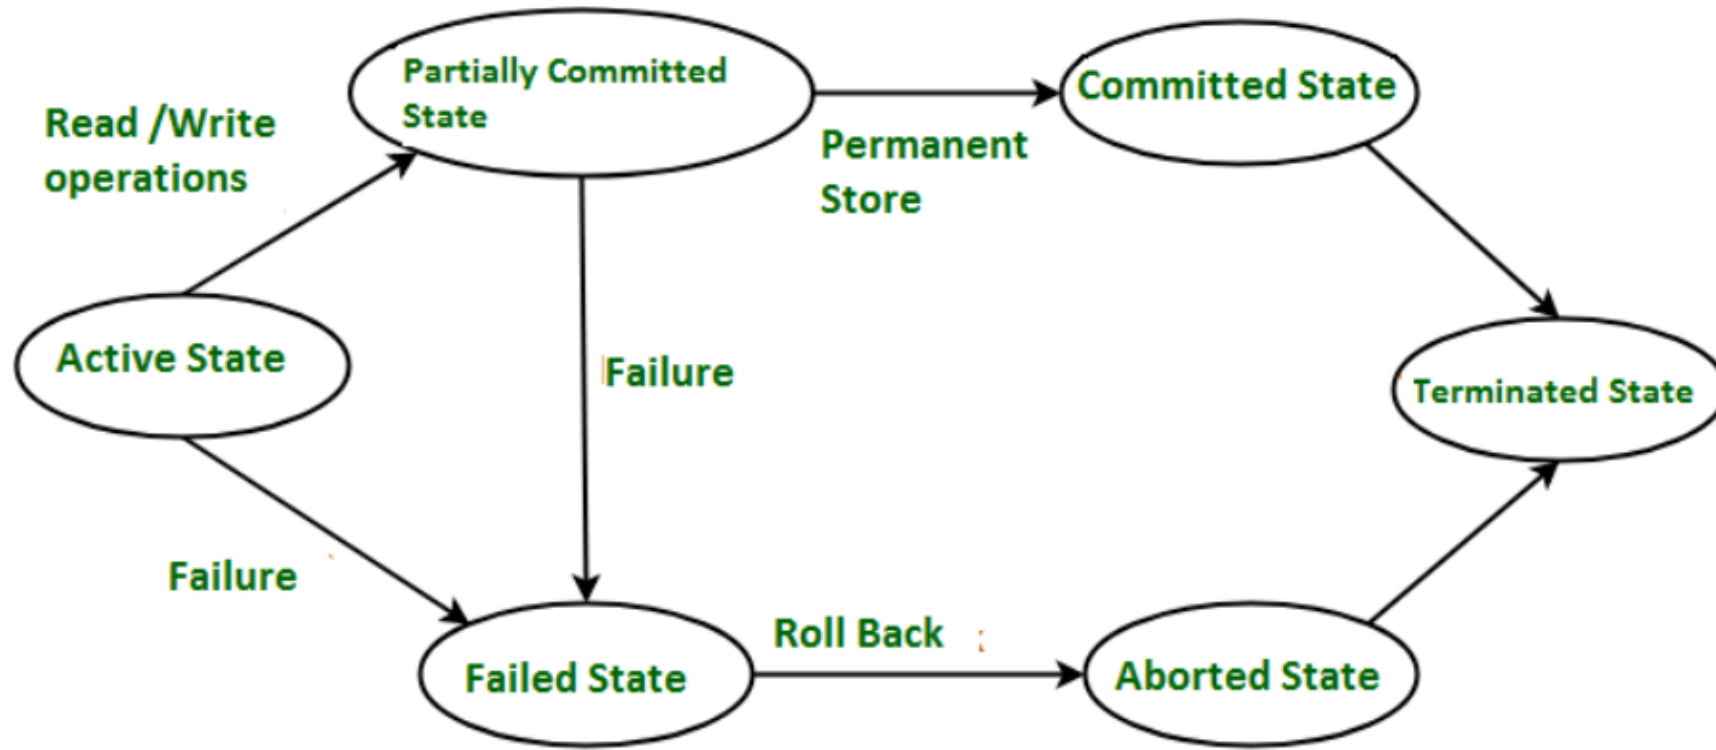 Partially Committed
State
Committed State
Read /Write
operations
Permanent
Store
Active State
Failure
Terminated State
Failure
Roll Back
Failed State
Aborted State